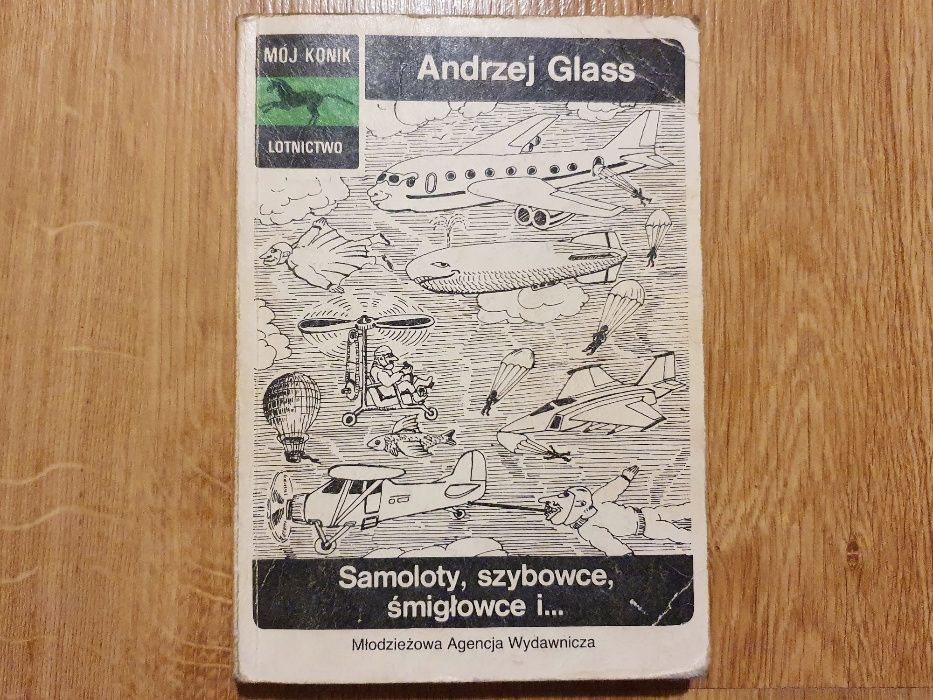 MÓJ KONIK
LOTNICTWO
Andrzej Glass
Samoloty, szybowce,
śmigłowce i...
Młodzieżowa Agencja Wydawnicza